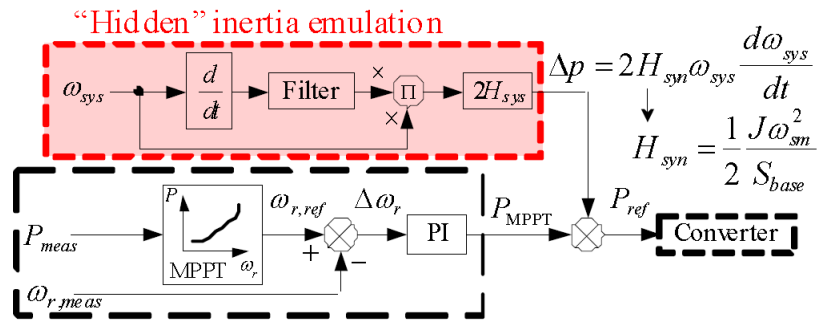 “Hidden” inertia emulation
ω_sys
d/dt
Filter
×
×
Π
2H_sys
Δp = 2H_syn ω_sys dω_sys/dt
H_syn = 1/2 Jω_sm^2/S_base
P_meas
P
MPPT
ω_r
ω_r,ref
+
−
Δω_r
PI
P_MPPT
P_ref
Converter
ω_r,meas